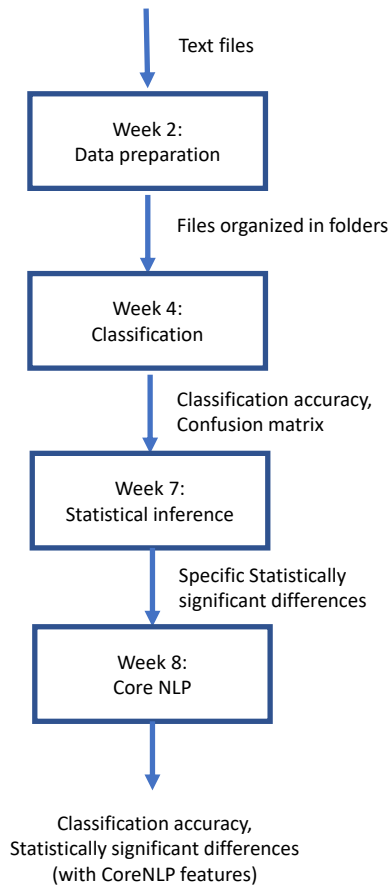 Text files
Week 2:
Data preparation
Files organized in folders
Week 4:
Classification
Classification accuracy,
Confusion matrix
Week 7:
Statistical inference
Specific Statistically
significant differences
Week 8:
Core NLP
Classification accuracy,
Statistically significant differences
(with CoreNLP features)